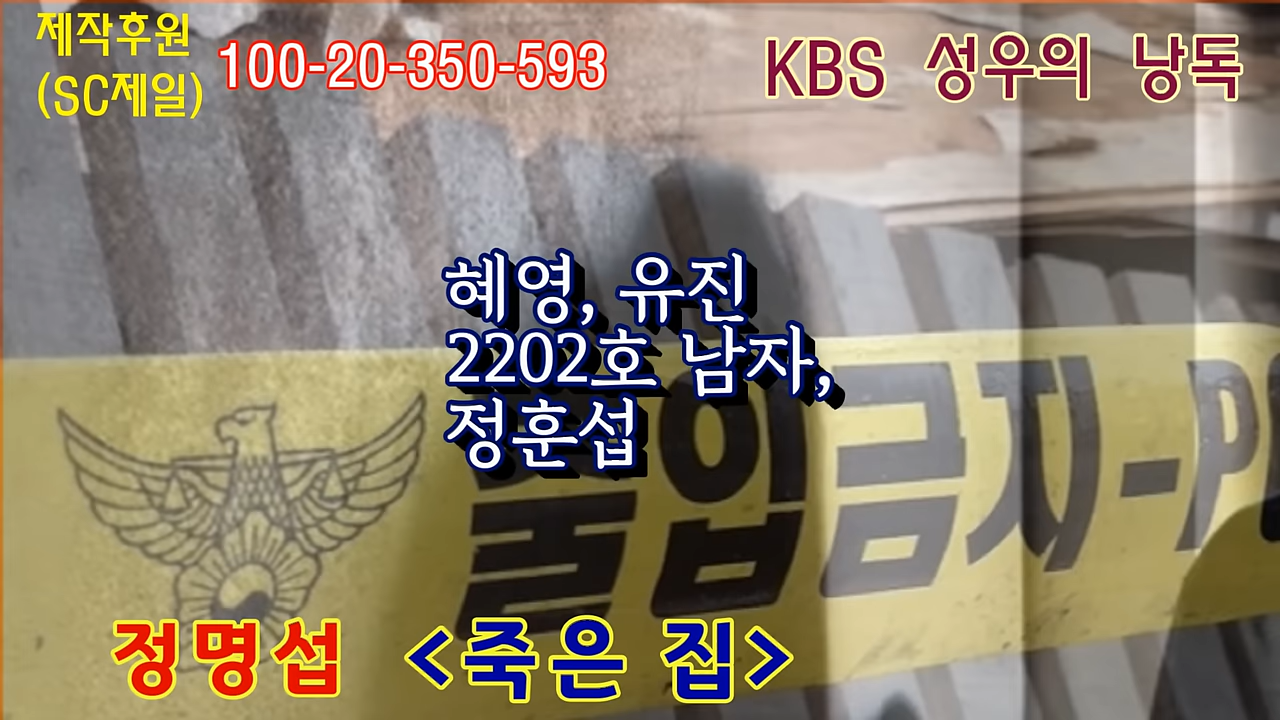 제작후원
(SC제일)
100-20-350-593
KBS 성우의 낭독
혜영, 유진
2202호 남자,
정훈섭
출입금지-PO
정명섭 <죽은 집>